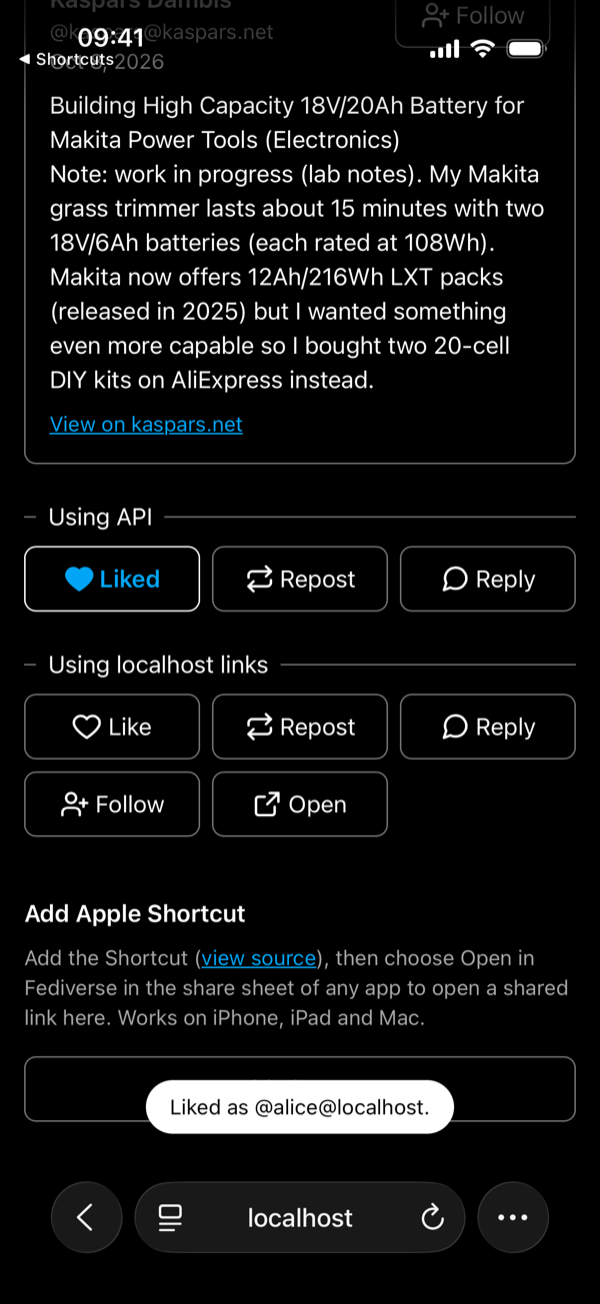 Kaspars Dambis
Follow
09:41
@kaspars@kaspars.net
◀ Shortcuts
2026
Building High Capacity 18V/20Ah Battery for
Makita Power Tools (Electronics)
Note: work in progress (lab notes). My Makita
grass trimmer lasts about 15 minutes with two
18V/6Ah batteries (each rated at 108Wh).
Makita now offers 12Ah/216Wh LXT packs
(released in 2025) but I wanted something
even more capable so I bought two 20-cell
DIY kits on AliExpress instead.
View on kaspars.net
Using API
Liked
Repost
Reply
Using localhost links
Like
Repost
Reply
Follow
Open
Add Apple Shortcut
Add the Shortcut (view source), then choose Open in
Fediverse in the share sheet of any app to open a shared
link here. Works on iPhone, iPad and Mac.
Liked as @alice@localhost.
localhost